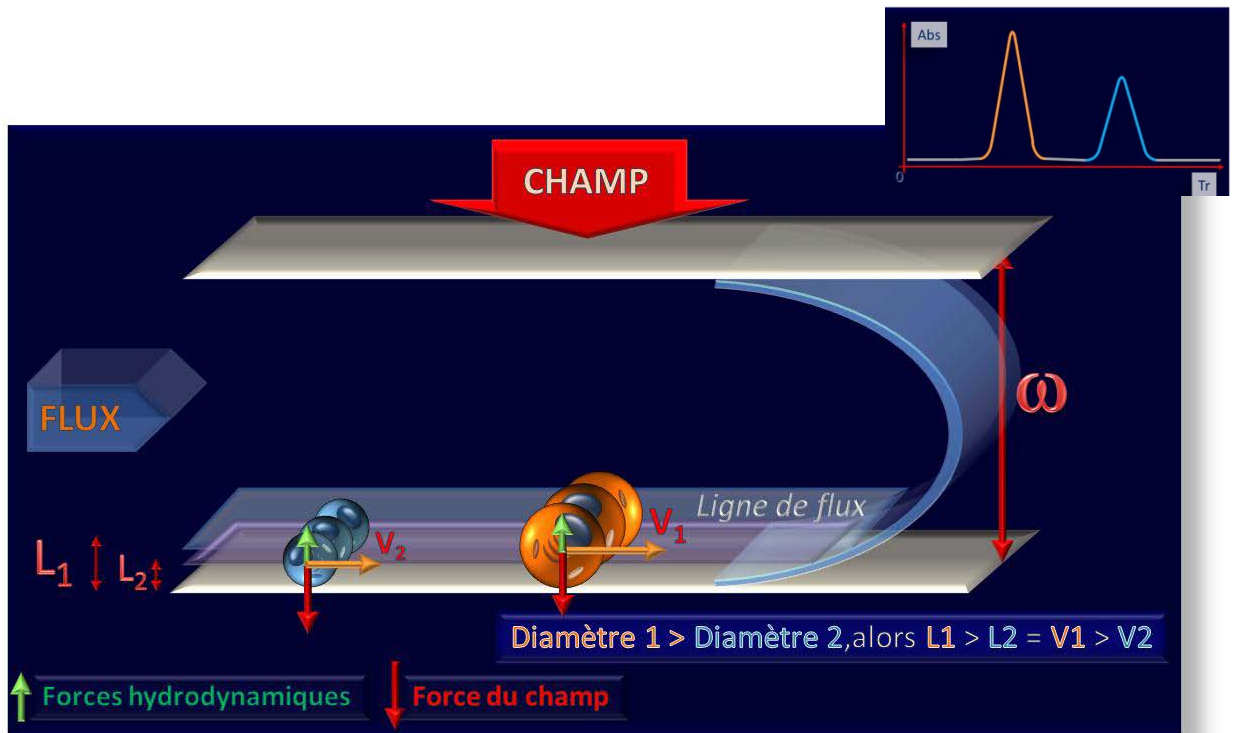 Abs
0
Tr
CHAMP
ω
FLUX
Ligne de flux
V1
V2
L1
L2
Diamètre 1 > Diamètre 2,alors L1 > L2 = V1 > V2
Forces hydrodynamiques
Force du champ